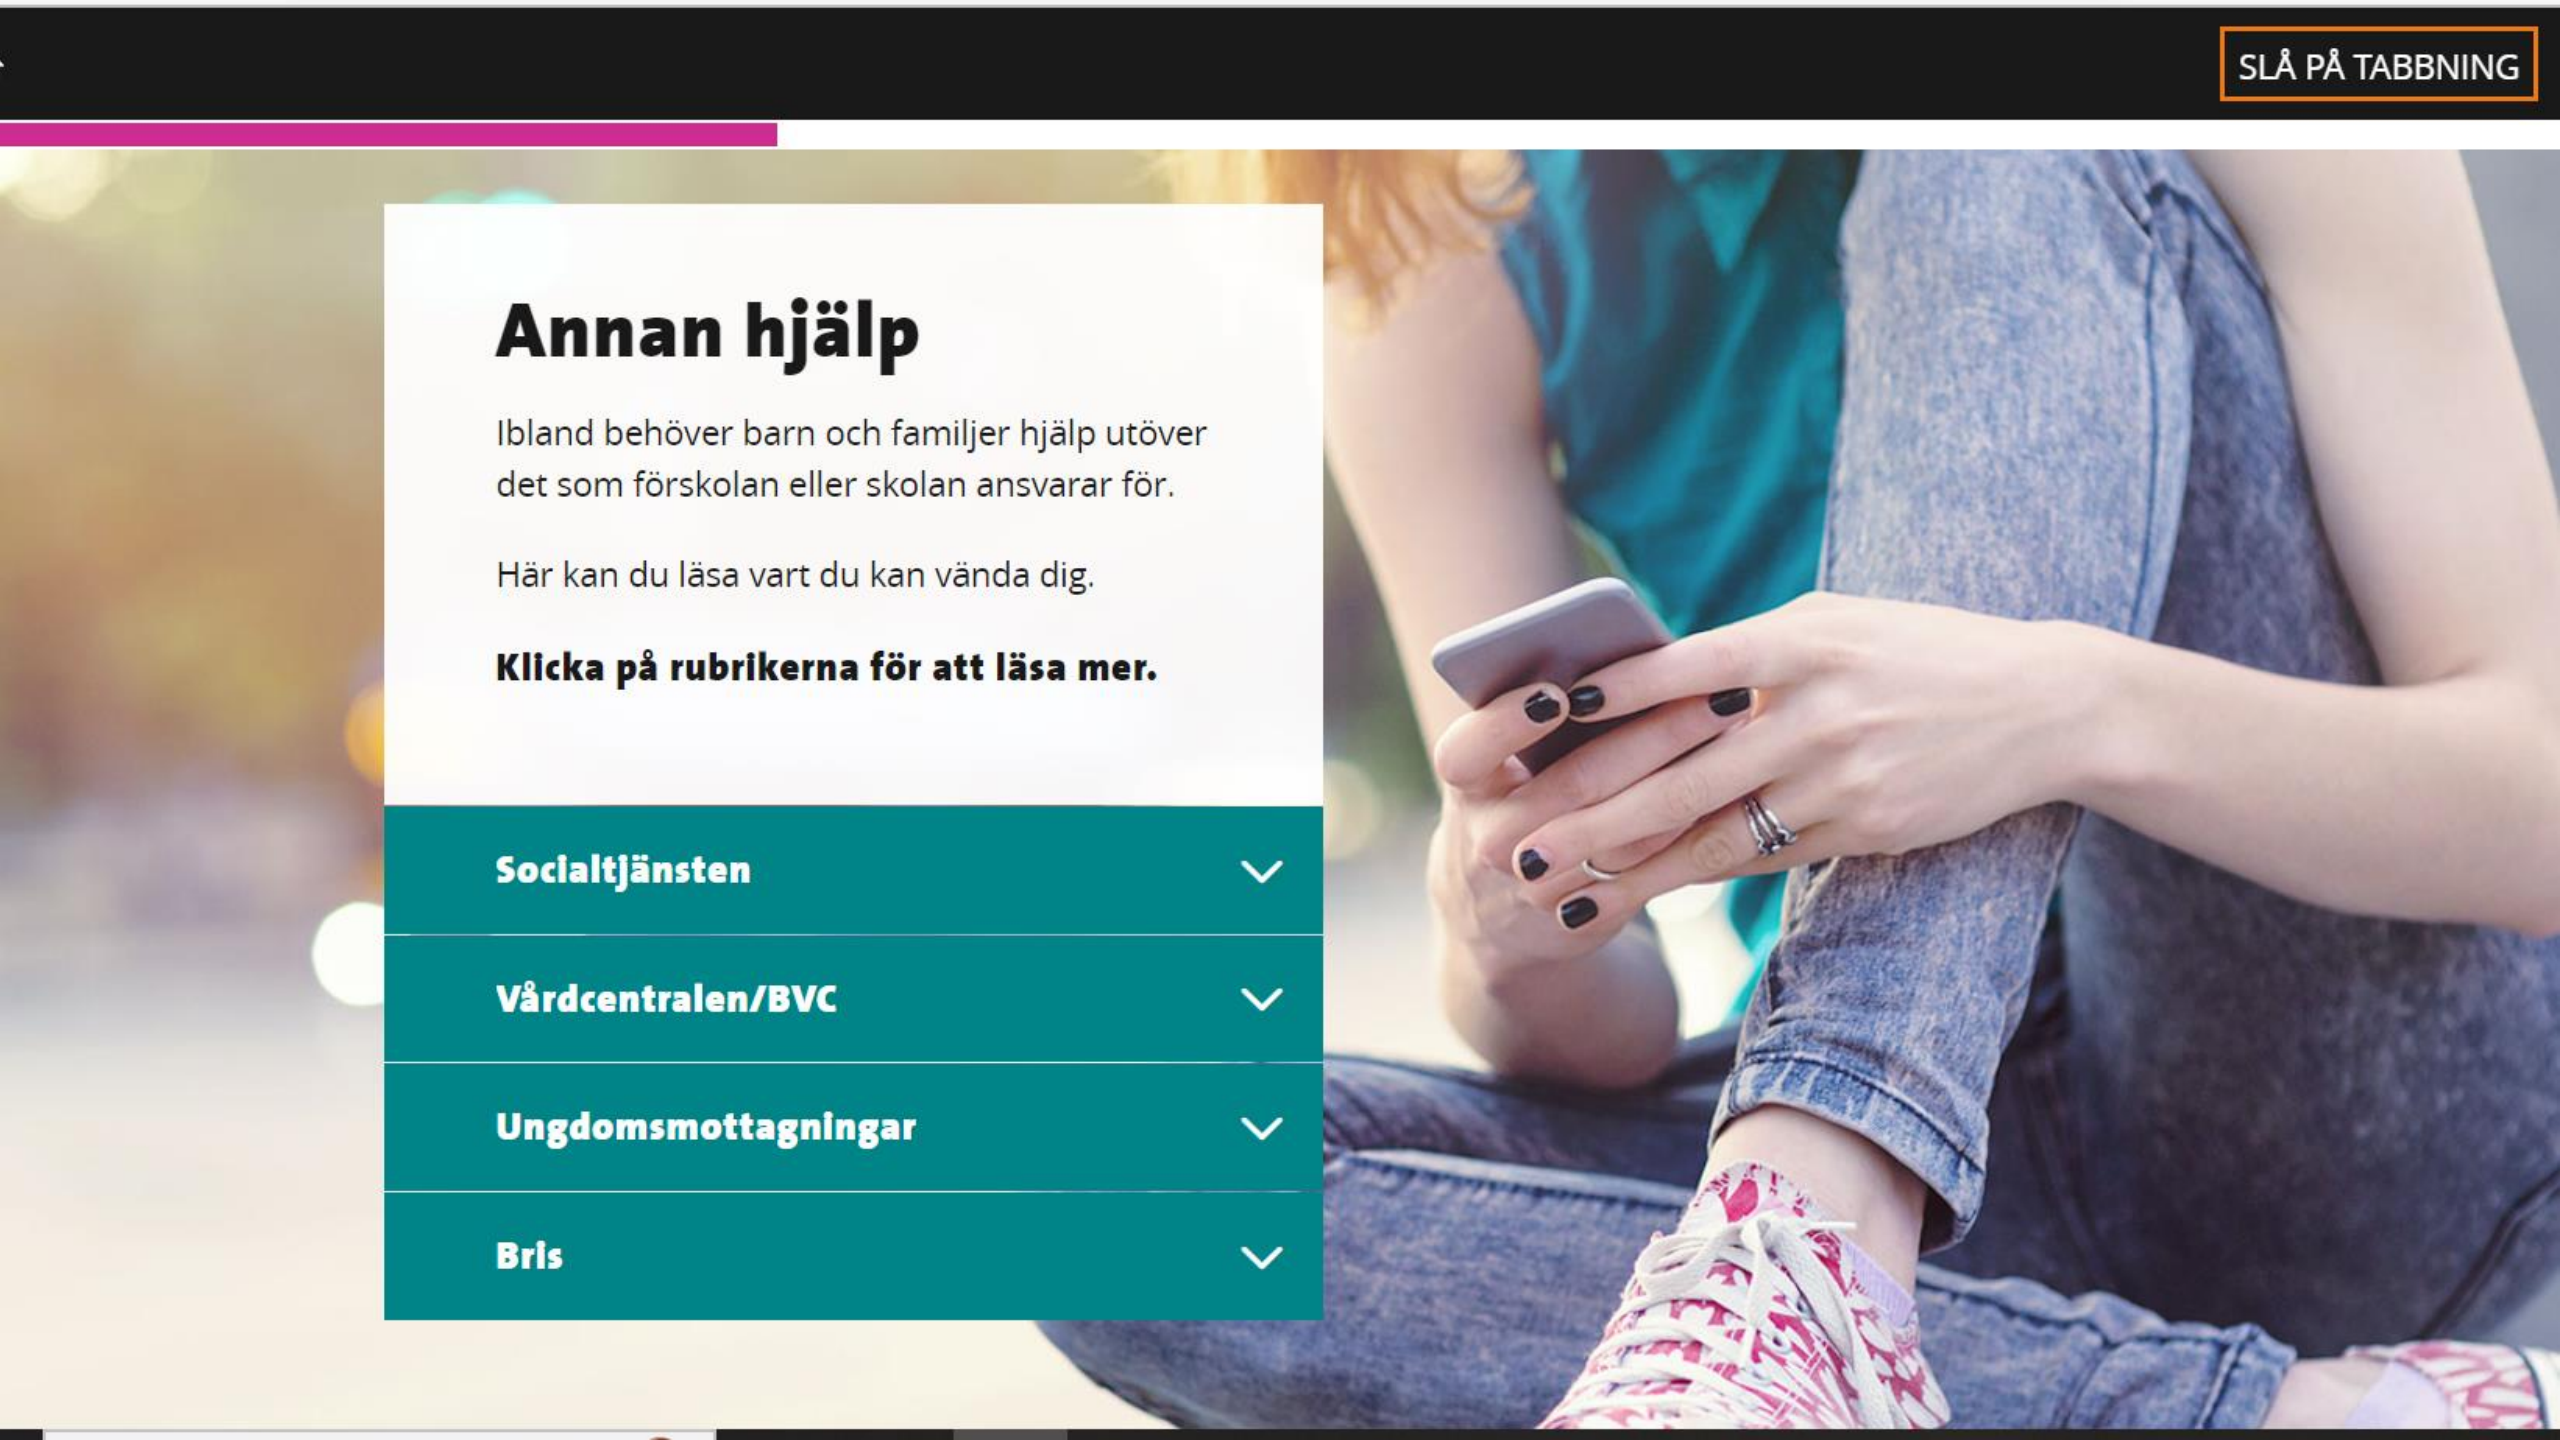 SLÅ PÅ TABBNING
Annan hjälp
Ibland behöver barn och familjer hjälp utöver
det som förskolan eller skolan ansvarar för.
Här kan du läsa vart du kan vända dig.
Klicka på rubrikerna för att läsa mer.
Socialtjänsten
Vårdcentralen/BVC
Ungdomsmottagningar
Bris